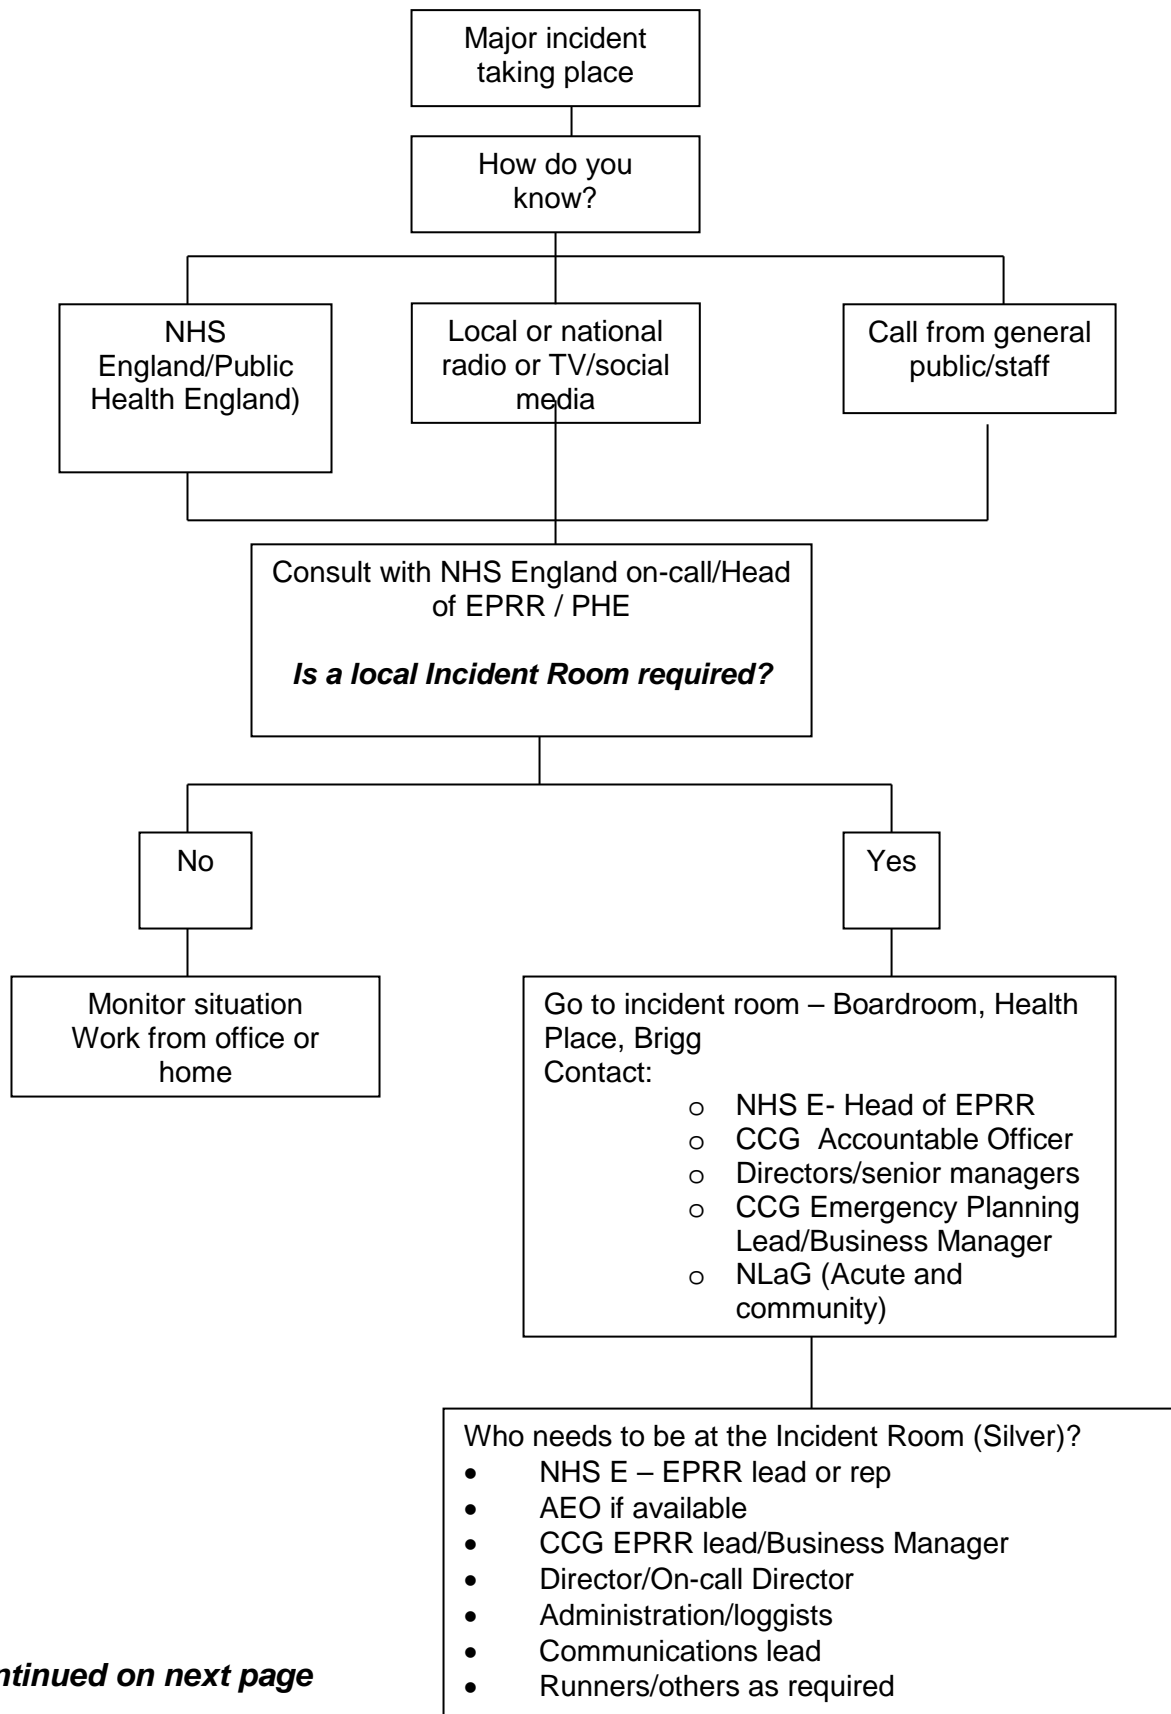 Major incident
taking place
How do you
know?
NHS
England/Public
Health England)
Local or national
radio or TV/social
media
Call from general
public/staff
Consult with NHS England on-call/Head
of EPRR / PHE
Is a local Incident Room required?
No
Yes
Monitor situation
Work from office or
home
Go to incident room – Boardroom, Health
Place, Brigg
Contact:
o NHS E- Head of EPRR
o CCG  Accountable Officer
o Directors/senior managers
o CCG Emergency Planning
Lead/Business Manager
o NLaG (Acute and
community)
Who needs to be at the Incident Room (Silver)?
• NHS E – EPRR lead or rep
• AEO if available
• CCG EPRR lead/Business Manager
• Director/On-call Director
• Administration/loggists
• Communications lead
• Runners/others as required
ntinued on next page